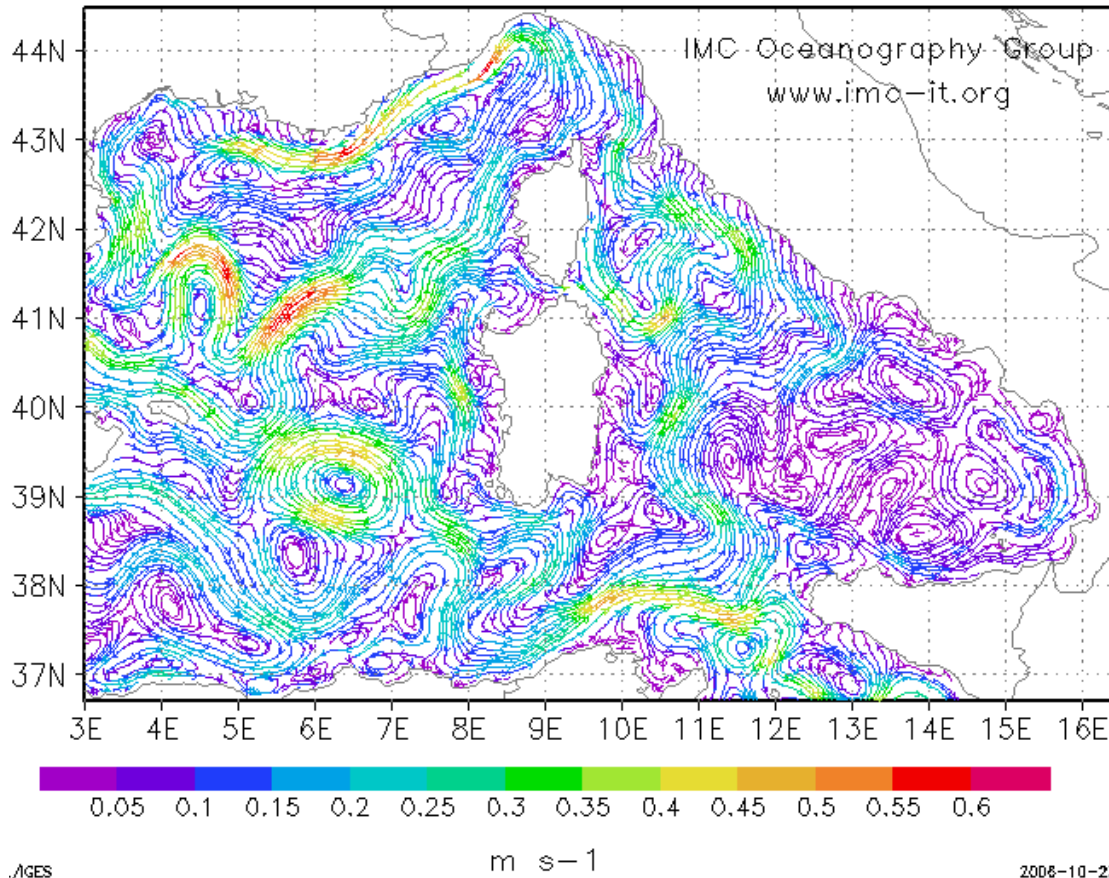 IMC Oceanography Group
www.imc-it.org
44N
43N
42N
41N
40N
39N
38N
37N
3E 4E 5E 6E 7E 8E 9E 10E 11E 12E 13E 14E 15E 16E
0.05 0.1 0.15 0.2 0.25 0.3 0.35 0.4 0.45 0.5 0.55 0.6
m s-1
./IGES